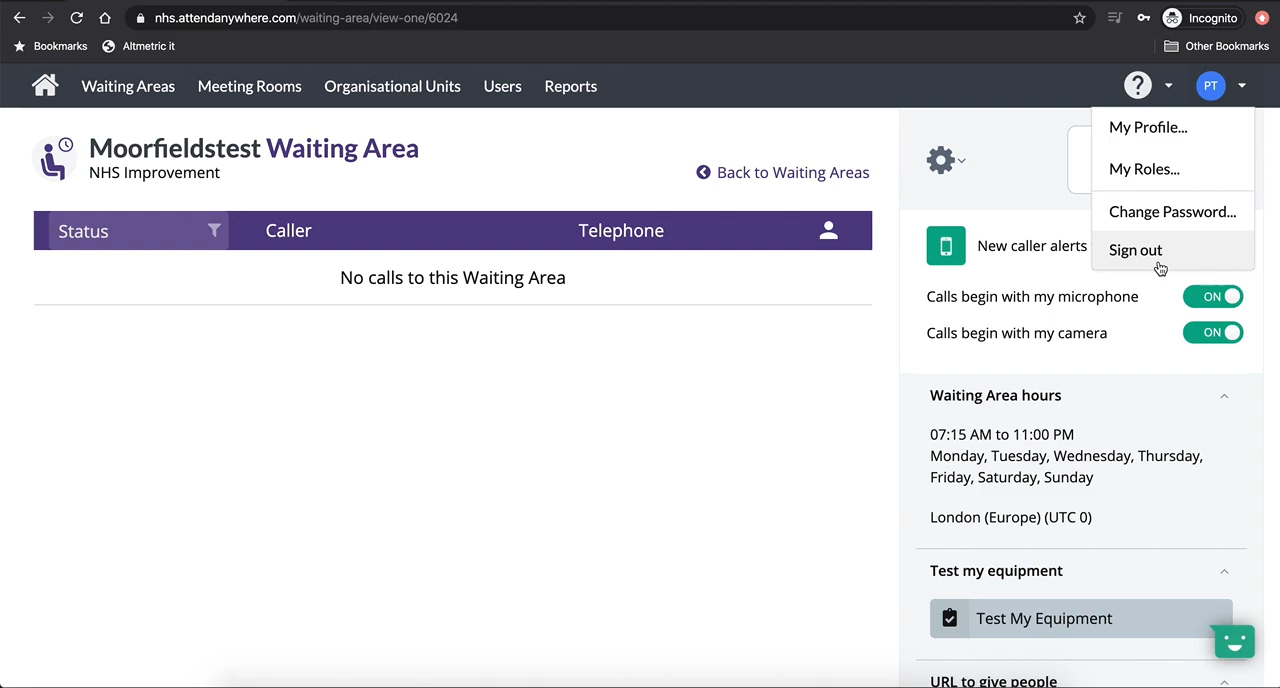 nhs.attendanywhere.com/waiting-area/view-one/6024
Incognito
Bookmarks
Altmetric it
Other Bookmarks
Waiting Areas
Meeting Rooms
Organisational Units
Users
Reports
?
PT
My Profile...
My Roles...
Change Password...
Sign out
Moorfieldstest Waiting Area
NHS Improvement
Back to Waiting Areas
Status
Caller
Telephone
No calls to this Waiting Area
New caller alerts
Calls begin with my microphone
ON
Calls begin with my camera
ON
Waiting Area hours
07:15 AM to 11:00 PM
Monday, Tuesday, Wednesday, Thursday,
Friday, Saturday, Sunday
London (Europe) (UTC 0)
Test my equipment
Test My Equipment
URL to give people